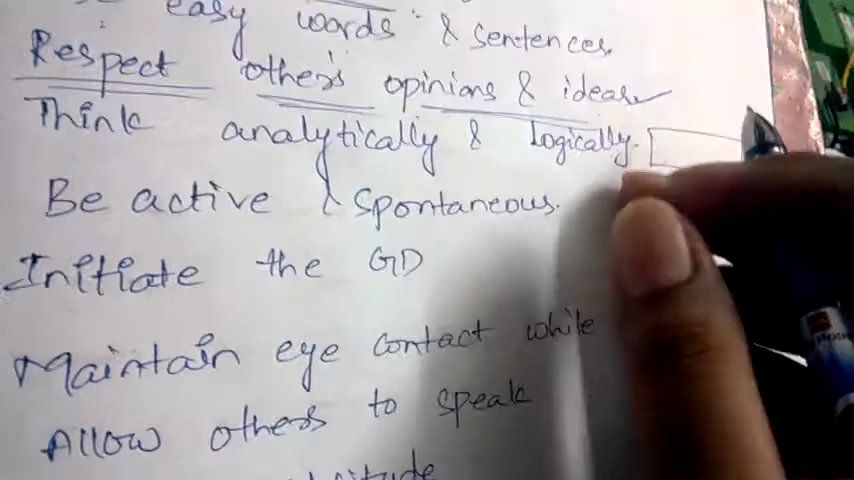 easy words & sentences.
Respect other's opinions & ideas
Think analytically & Logically.
Be active & Spontaneous.
Initiate the GD
Maintain eye contact while
Allow others to speak